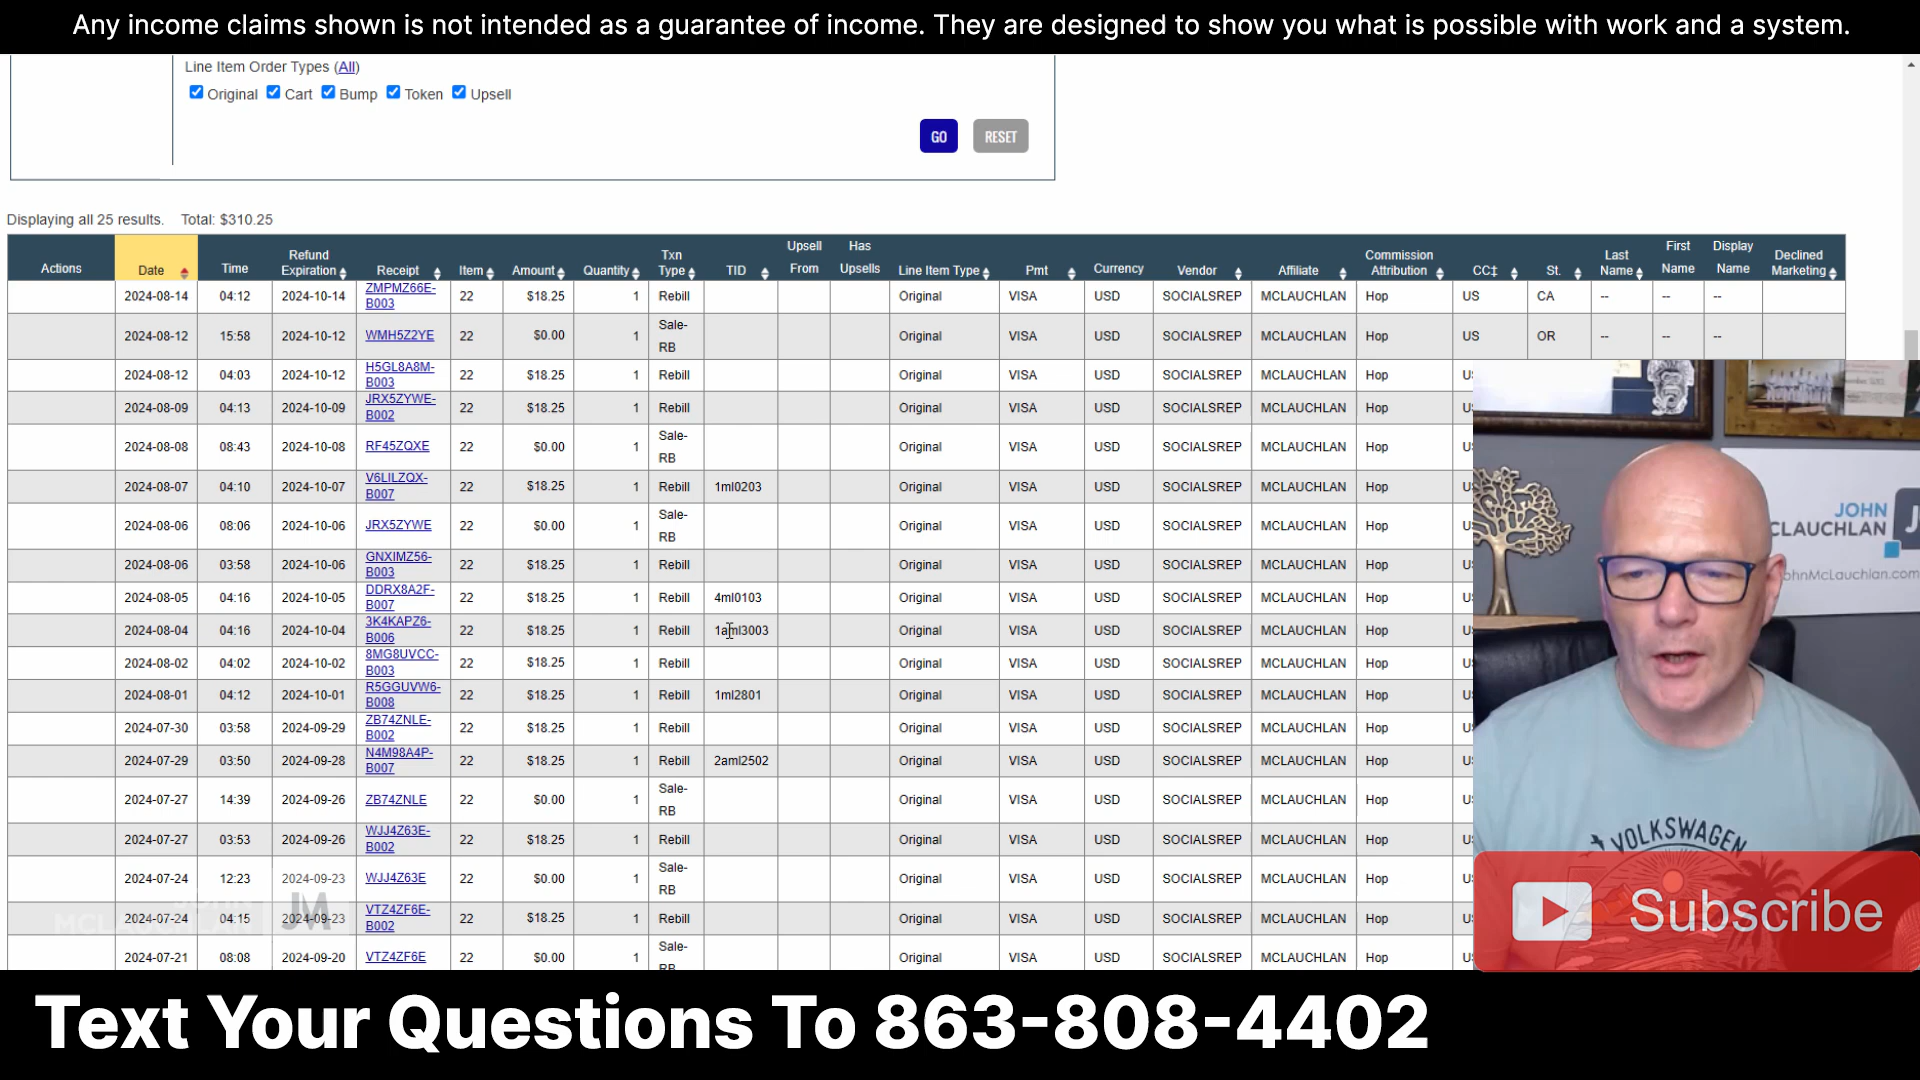 Any income claims shown is not intended as a guarantee of income. They are designed to show you what is possible with work and a system.
Line Item Order Types (All)
Original Cart Bump Token Upsell
GO RESET
Displaying all 25 results. Total: $310.25
Actions Date Time Refund Expiration Receipt Item Amount Quantity Txn Type TID Upsell From Has Upsells Line Item Type Pmt Currency Vendor Affiliate Commission Attribution CC‡ St. Last Name First Name Display Name Declined Marketing
2024-08-14 04:12 2024-10-14 ZMPMZ66E-B003 22 $18.25 1 Rebill Original VISA USD SOCIALSREP MCLAUCHLAN Hop US CA -- -- --
2024-08-12 15:58 2024-10-12 WMH5Z2YE 22 $0.00 1 Sale-RB Original VISA USD SOCIALSREP MCLAUCHLAN Hop US OR -- -- --
2024-08-12 04:03 2024-10-12 H5GL8A8M-B003 22 $18.25 1 Rebill Original VISA USD SOCIALSREP MCLAUCHLAN Hop
2024-08-09 04:13 2024-10-09 JRX5ZYWE-B002 22 $18.25 1 Rebill Original VISA USD SOCIALSREP MCLAUCHLAN Hop
2024-08-08 08:43 2024-10-08 RF45ZQXE 22 $0.00 1 Sale-RB Original VISA USD SOCIALSREP MCLAUCHLAN Hop
2024-08-07 04:10 2024-10-07 V6LILZQX-B007 22 $18.25 1 Rebill 1ml0203 Original VISA USD SOCIALSREP MCLAUCHLAN Hop
2024-08-06 08:06 2024-10-06 JRX5ZYWE 22 $0.00 1 Sale-RB Original VISA USD SOCIALSREP MCLAUCHLAN Hop
2024-08-06 03:58 2024-10-06 GNXIMZ56-B003 22 $18.25 1 Rebill Original VISA USD SOCIALSREP MCLAUCHLAN Hop
2024-08-05 04:16 2024-10-05 DDRX8A2F-B007 22 $18.25 1 Rebill 4ml0103 Original VISA USD SOCIALSREP MCLAUCHLAN Hop
2024-08-04 04:16 2024-10-04 3K4KAPZ6-B006 22 $18.25 1 Rebill 1aml3003 Original VISA USD SOCIALSREP MCLAUCHLAN Hop
2024-08-02 04:02 2024-10-02 8MG8UVCC-B003 22 $18.25 1 Rebill Original VISA USD SOCIALSREP MCLAUCHLAN Hop
2024-08-01 04:12 2024-10-01 R5GGUVW6-B008 22 $18.25 1 Rebill 1ml2801 Original VISA USD SOCIALSREP MCLAUCHLAN Hop
2024-07-30 03:58 2024-09-29 ZB74ZNLE-B002 22 $18.25 1 Rebill Original VISA USD SOCIALSREP MCLAUCHLAN Hop
2024-07-29 03:50 2024-09-28 N4M98A4P-B007 22 $18.25 1 Rebill 2aml2502 Original VISA USD SOCIALSREP MCLAUCHLAN Hop
2024-07-27 14:39 2024-09-26 ZB74ZNLE 22 $0.00 1 Sale-RB Original VISA USD SOCIALSREP MCLAUCHLAN Hop
2024-07-27 03:53 2024-09-26 WJJ4Z63E-B002 22 $18.25 1 Rebill Original VISA USD SOCIALSREP MCLAUCHLAN Hop
2024-07-24 12:23 2024-09-23 WJJ4Z63E 22 $0.00 1 Sale-RB Original VISA USD SOCIALSREP MCLAUCHLAN Hop
2024-07-24 04:15 2024-09-23 VTZ4ZF6E-B002 22 $18.25 1 Rebill Original VISA USD SOCIALSREP MCLAUCHLAN Hop
2024-07-21 08:08 2024-09-20 VTZ4ZF6E 22 $0.00 1 Sale-RB Original VISA USD SOCIALSREP MCLAUCHLAN Hop
JOHN
MCLAUCHLAN JM
JOHN
CLAUCHLAN
ohnMcLauchlan.com
VOLKSWAGEN
Subscribe
Text Your Questions To 863-808-4402